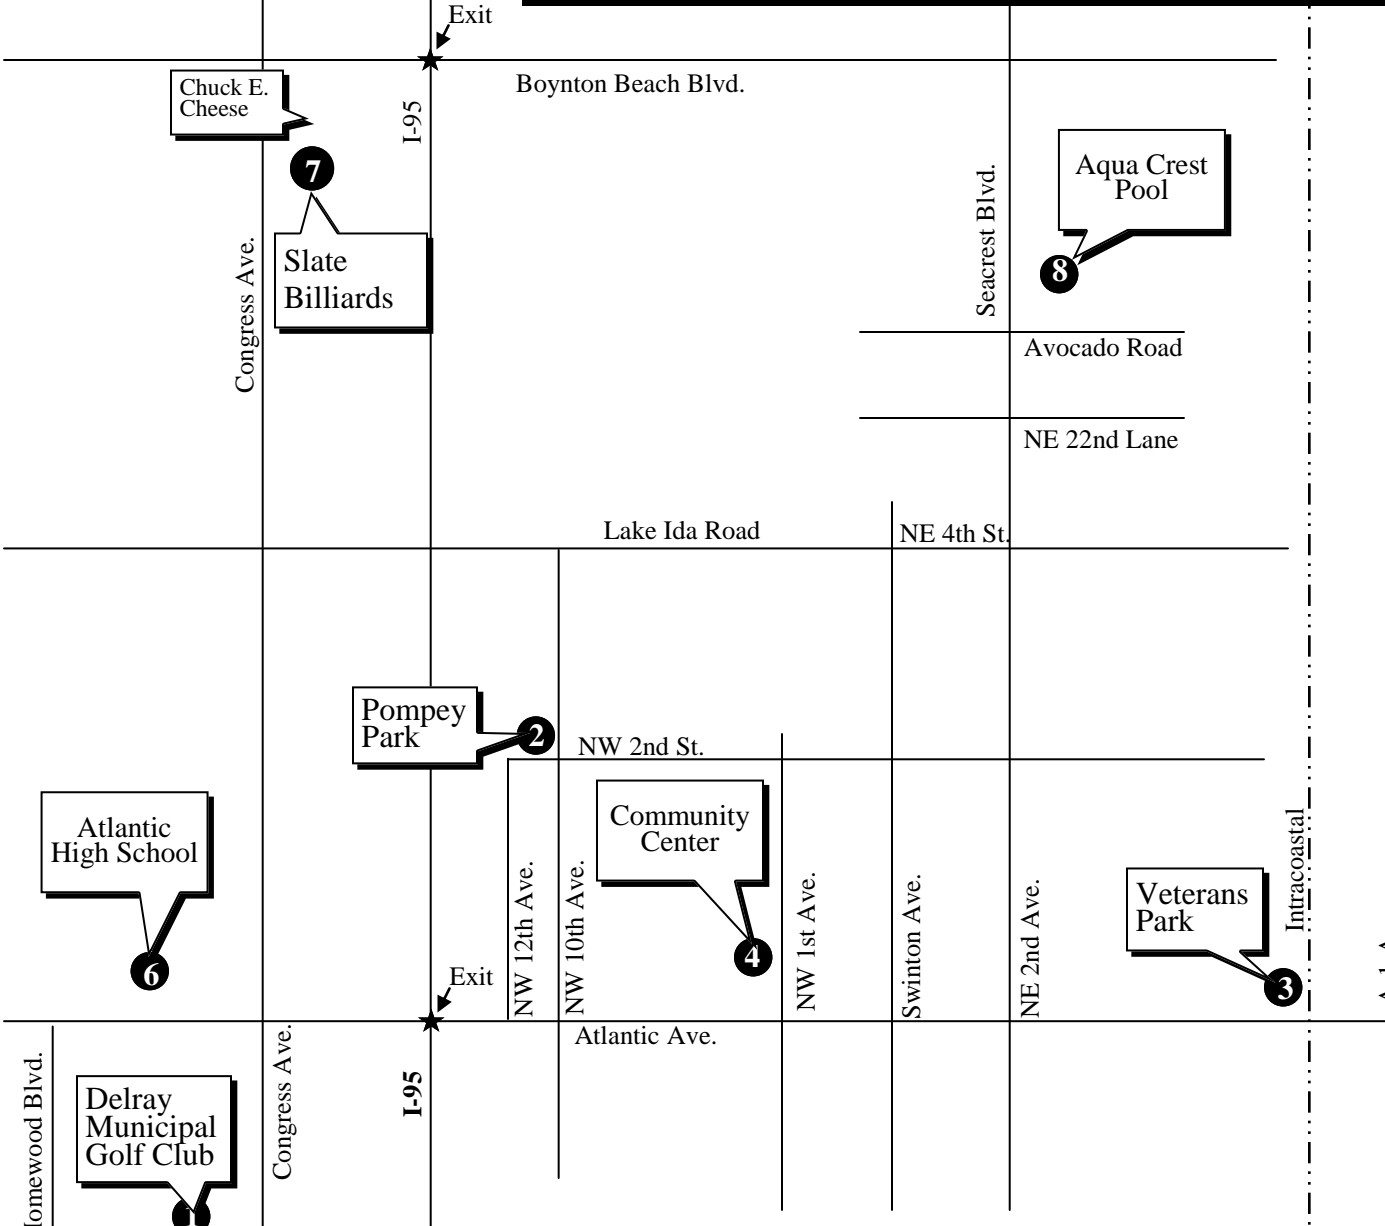 Exit
Boynton Beach Blvd.
Chuck E.
Cheese
I-95
7
Slate
Billiards
Congress Ave.
Seacrest Blvd.
Aqua Crest
Pool
8
Avocado Road
NE 22nd Lane
Lake Ida Road
NE 4th St.
Pompey
Park
2
NW 2nd St.
Atlantic
High School
6
Community
Center
4
Exit
NW 12th Ave.
NW 10th Ave.
NW 1st Ave.
Swinton Ave.
NE 2nd Ave.
Veterans
Park
3
Intracoastal
Atlantic Ave.
Congress Ave.
I-95
Delray
Municipal
Golf Club
1
Blvd.